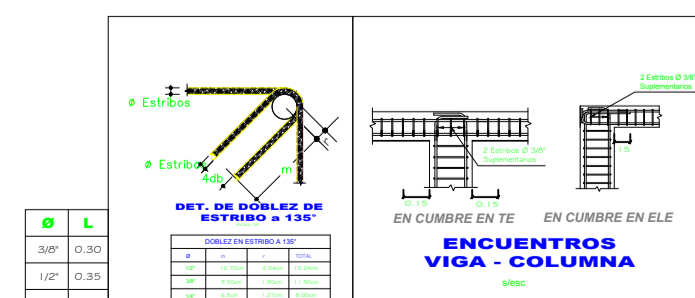 Ø Estribos
Ø Estribo
4db
m
r
DET. DE DOBLEZ DE
ESTRIBO a 135°
DOBLEZ EN ESTRIBO A 135°
Ø m r TOTAL
1/2" 12.70cm 2.54cm 15.24cm
3/8" 9.50cm 1.90cm 11.50cm
1/4" 6.5cm 1.27cm 8.00cm
Ø L
3/8" 0.30
1/2" 0.35
2 Estribos Ø 3/8"
Suplementarios
0.15 0.15
EN CUMBRE EN TE
2 Estribos Ø 3/8"
Suplementarios
.15
EN CUMBRE EN ELE
ENCUENTROS
VIGA - COLUMNA
s/esc